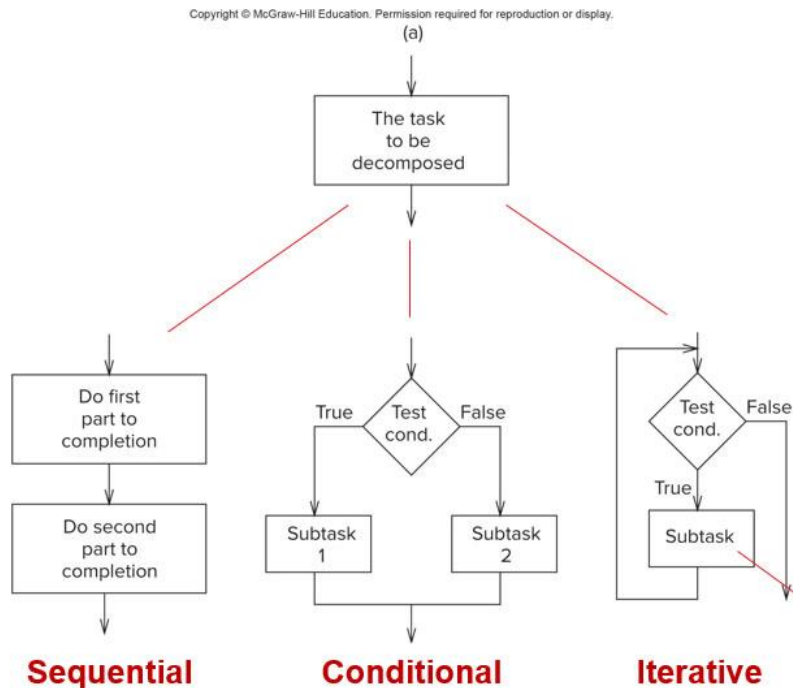 Copyright © McGraw-Hill Education. Permission required for reproduction or display.
(a)
The task
to be
decomposed
Do first
part to
completion
Do second
part to
completion
Sequential
True
Test
cond.
False
Subtask
1
Subtask
2
Conditional
Test
cond.
False
True
Subtask
Iterative